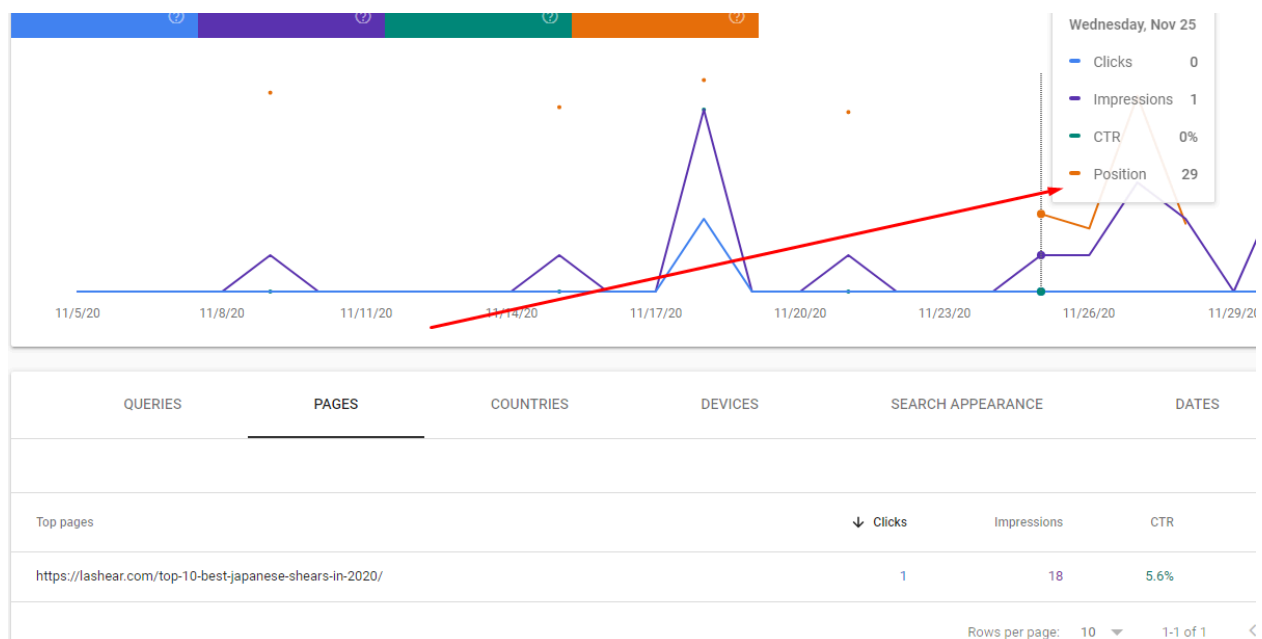 Wednesday, Nov 25
Clicks 0
Impressions 1
CTR 0%
Position 29
11/5/20 11/8/20 11/11/20 11/14/20 11/17/20 11/20/20 11/23/20 11/26/20 11/29/20
QUERIES PAGES COUNTRIES DEVICES SEARCH APPEARANCE DATES
Top pages Clicks Impressions CTR
https://lashear.com/top-10-best-japanese-shears-in-2020/ 1 18 5.6%
Rows per page: 10 1-1 of 1